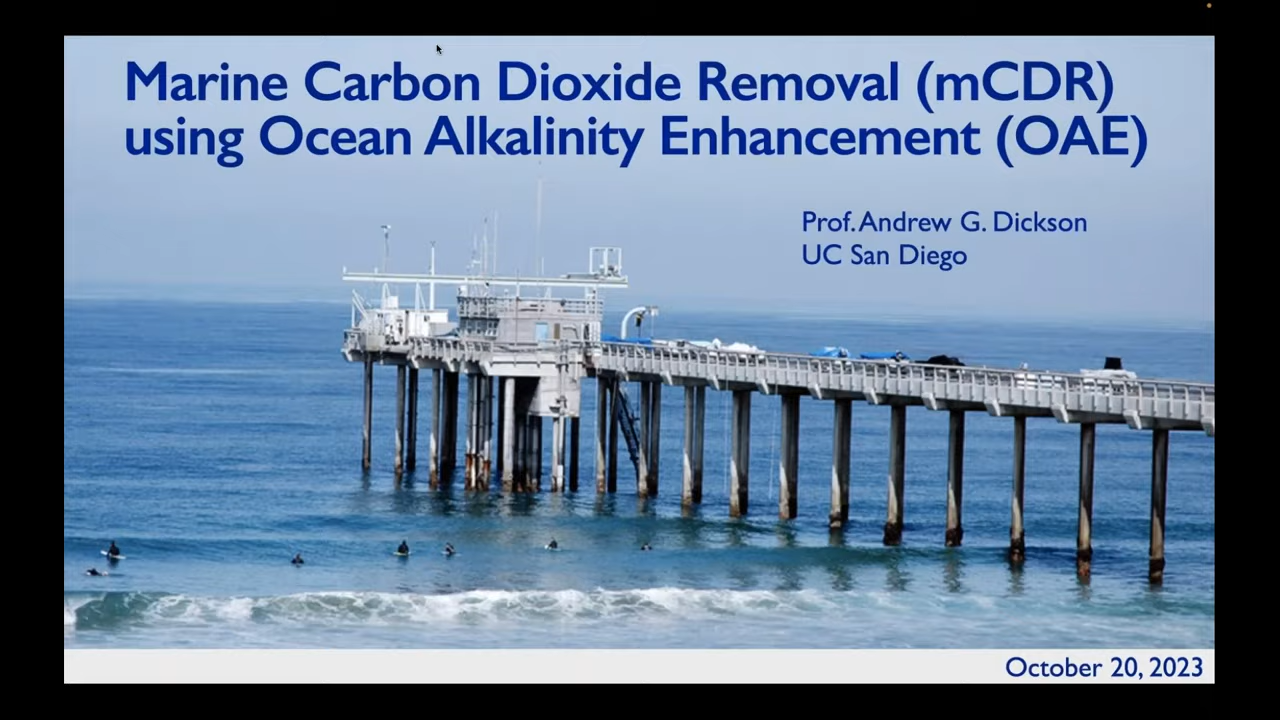 Marine Carbon Dioxide Removal (mCDR)
using Ocean Alkalinity Enhancement (OAE)
Prof. Andrew G. Dickson
UC San Diego
October 20, 2023